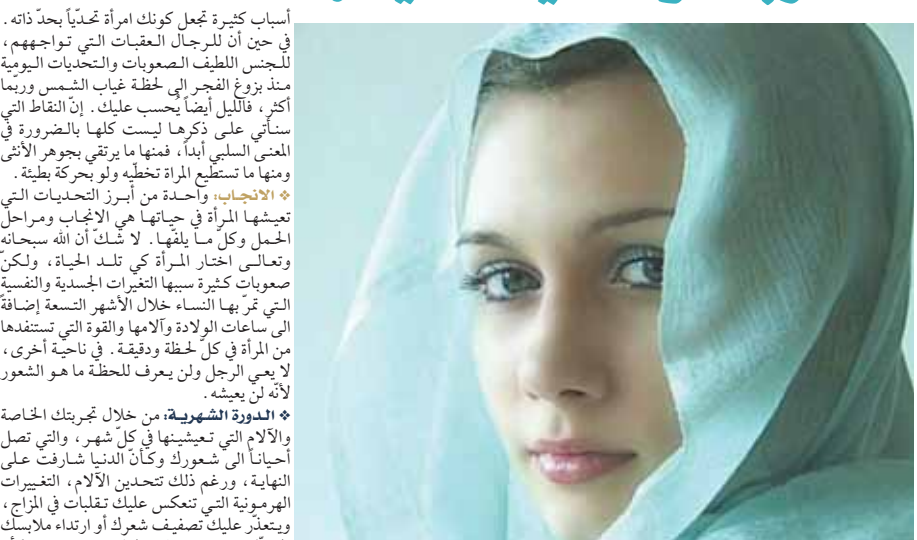 أسباب كثيرة تجعل كونك امرأة تحدّياً بحدّ ذاته.
في حين أن للرجال العقبات التي تواجههم،
للجنس اللطيف الصعوبات والتحديات اليومية
منذ بزوغ الفجر الى لحظة غياب الشمس وربّما
أكثر، فالليل أيضاً يُحسب عليك. إنّ النقاط التي
سنأتي على ذكرها ليست كلها بالضرورة في
المعنى السلبي أبداً، فمنها ما يرتقي بجوهر الأنثى
ومنها ما تستطيع المراة تخطّيه ولو بحركة بطيئة.
❖ الانجاب: واحدة من أبرز التحديات التي
تعيشها المرأة في حياتها هي الانجاب ومراحل
الحمل وكلّ ما يلفّها. لا شكّ أن الله سبحانه
وتعالى اختار المرأة كي تلد الحياة، ولكنّ
صعوبات كثيرة سببها التغيرات الجسدية والنفسية
التي تمرّ بها النساء خلال الأشهر التسعة إضافةً
الى ساعات الولادة وآلامها والقوة التي تستنفدها
من المرأة في كلّ لحظة ودقيقة. في ناحية أخرى،
لا يعي الرجل ولن يعرف للحظة ما هو الشعور
لأنّه لن يعيشه.
❖ الدورة الشهرية: من خلال تجربتك الخاصة
والآلام التي تعيشينها في كلّ شهر، والتي تصل
أحياناً الى شعورك وكأنّ الدنيا شارفت على
النهاية، ورغم ذلك تتحدين الآلام، التغييرات
الهرمونية التي تنعكس عليك تقلبات في المزاج،
ويتعذّر عليك تصفيف شعرك أو ارتداء ملابسك